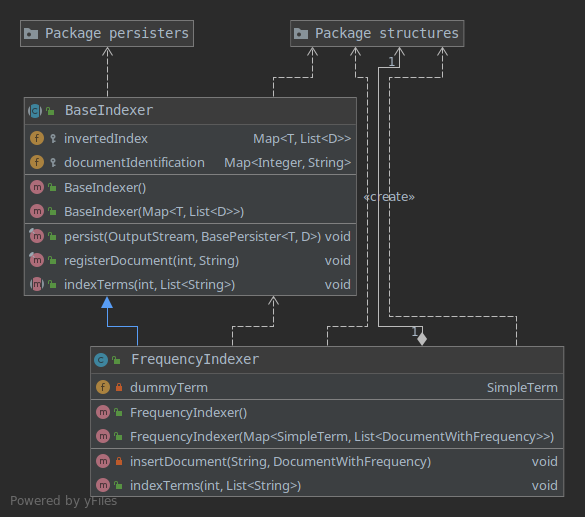 Package persisters
Package structures
1
BaseIndexer
invertedIndex Map<T, List<D>>
documentIdentification Map<Integer, String>
BaseIndexer()
«create»
BaseIndexer(Map<T, List<D>>)
persist(OutputStream, BasePersister<T, D>) void
registerDocument(int, String) void
indexTerms(int, List<String>) void
1
FrequencyIndexer
dummyTerm SimpleTerm
FrequencyIndexer()
FrequencyIndexer(Map<SimpleTerm, List<DocumentWithFrequency>>)
insertDocument(String, DocumentWithFrequency) void
indexTerms(int, List<String>) void
Powered by yFiles